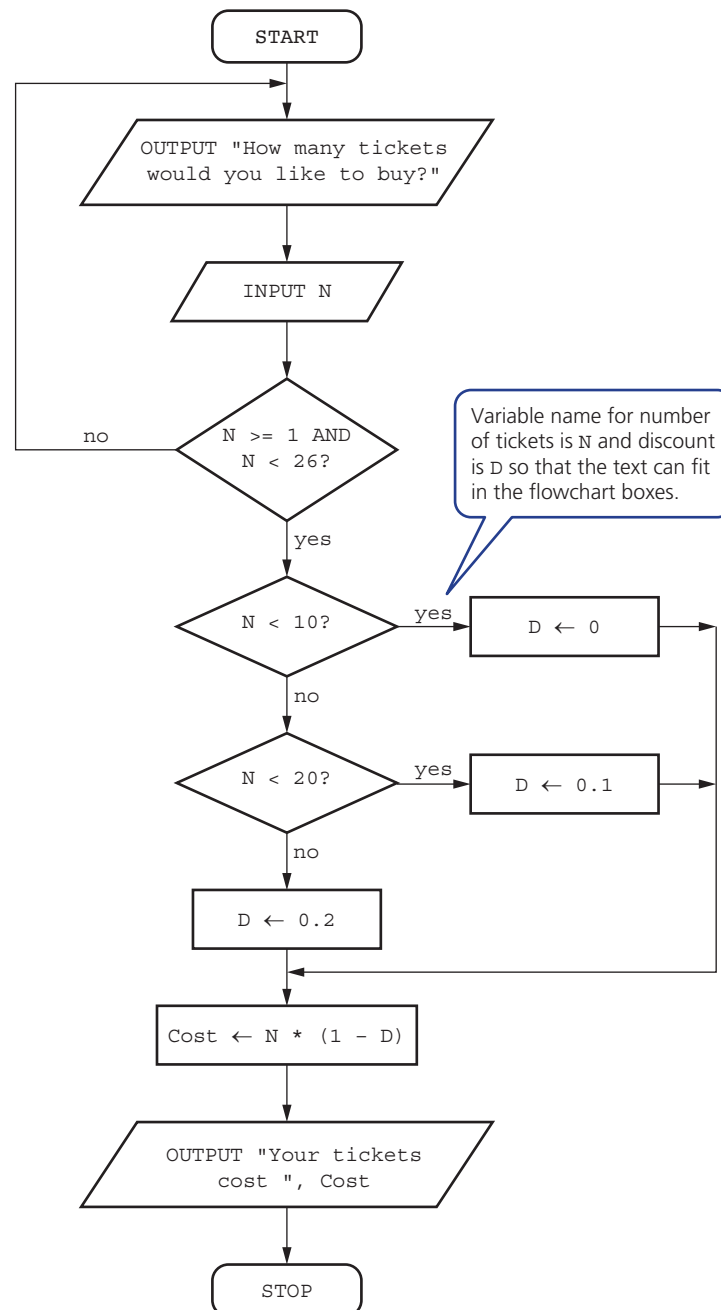 START
OUTPUT "How many tickets
would you like to buy?"
INPUT N
N >= 1 AND
N < 26?
no
yes
Variable name for number
of tickets is N and discount
is D so that the text can fit
in the flowchart boxes.
N < 10?
yes
D ← 0
no
N < 20?
yes
D ← 0.1
no
D ← 0.2
Cost ← N * (1 – D)
OUTPUT "Your tickets
cost ", Cost
STOP